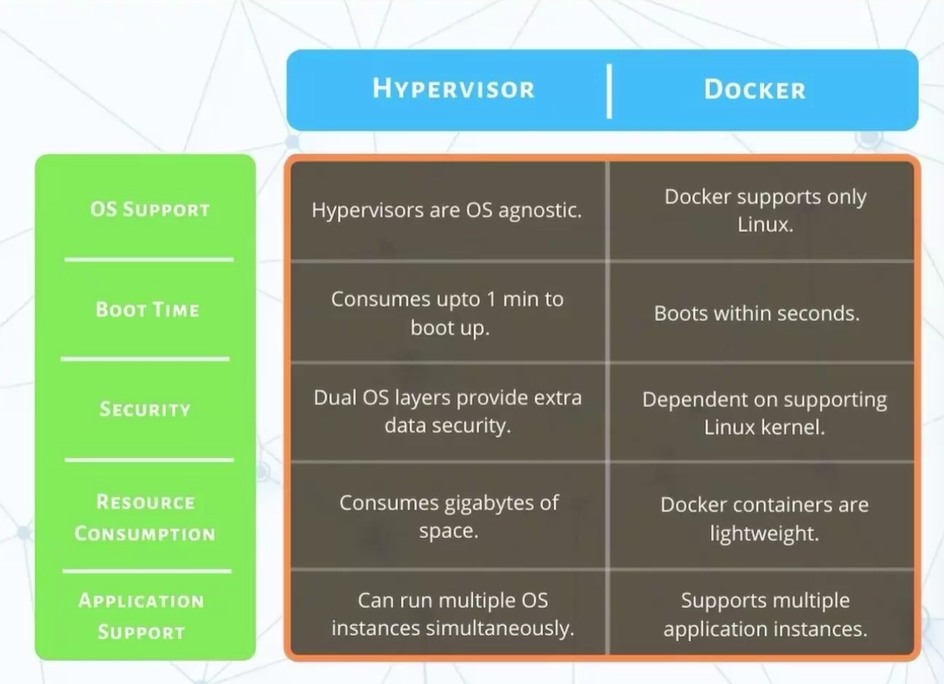 HYPERVISOR | DOCKER
OS SUPPORT
Hypervisors are OS agnostic.
Docker supports only
Linux.
BOOT TIME
Consumes upto 1 min to
boot up.
Boots within seconds.
SECURITY
Dual OS layers provide extra
data security.
Dependent on supporting
Linux kernel.
RESOURCE
CONSUMPTION
Consumes gigabytes of
space.
Docker containers are
lightweight.
APPLICATION
SUPPORT
Can run multiple OS
instances simultaneously.
Supports multiple
application instances.